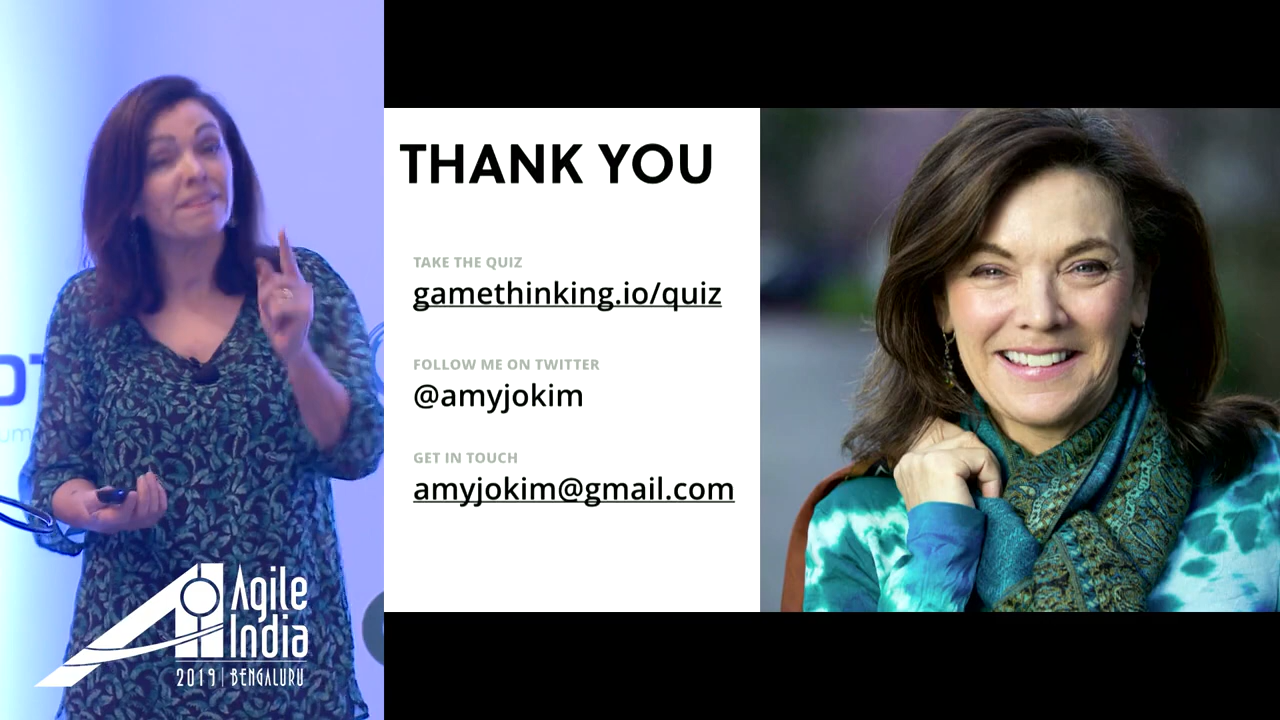 THANK YOU
TAKE THE QUIZ
gamethinking.io/quiz
FOLLOW ME ON TWITTER
@amyjokim
GET IN TOUCH
amyjokim@gmail.com
Agile
India
2019 | BENGALURU